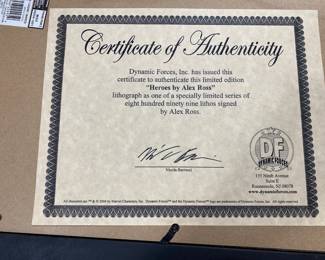 Certificate of Authenticity
Dynamic Forces, Inc. has issued this
certificate to authenticate this limited edition
"Heroes by Alex Ross"
lithograph as one of a specially limited series of
eight hundred ninety nine lithos signed
by Alex Ross.
DF
DYNAMIC FORCES
155 Ninth Avenue
Suite E
Runnemede, NJ 08078
www.dynamicforces.com
Nicolo Barrucci